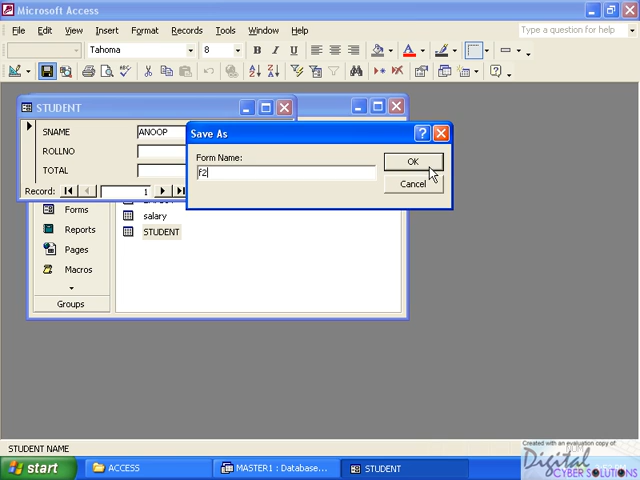 Microsoft Access
File Edit View Insert Format Records Tools Window Help
Type a question for help
Tahoma 8 B I U A
STUDENT
SNAME ANOOP
ROLLNO
TOTAL
Record: 1
Save As
Form Name:
f2
OK
Cancel
Forms
Reports
Pages
Macros
Groups
salary
STUDENT
STUDENT NAME
NUM
start
ACCESS
MASTER1 : Database...
STUDENT
Created with an evaluation copy of
Digital
CYBER SOLUTIONS